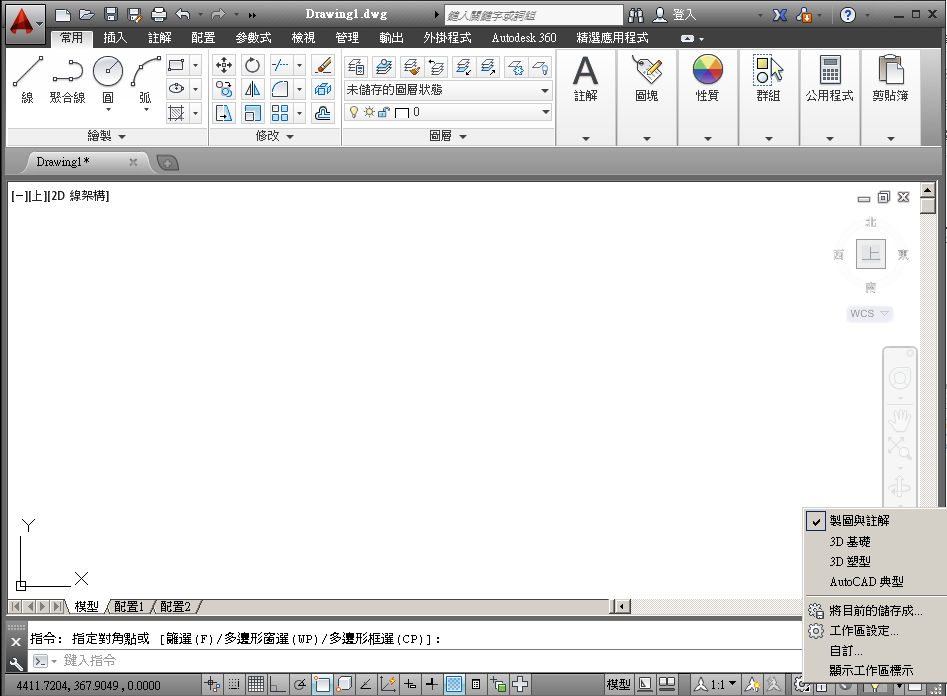 Drawing1.dwg
鍵入關鍵字或詞組
登入
常用 插入 註解 配置 參數式 檢視 管理 輸出 外掛程式 Autodesk 360 精選應用程式
線 聚合線 圓 弧
未儲存的圖層狀態
0
註解 圖塊 性質 群組 公用程式 剪貼簿
繪製 修改 圖層
Drawing1*
[−][上][2D 線架構]
北
西 上 東
南
WCS
Y
X
模型 配置1 配置2
指令: 指定對角點或 [籬選(F)/多邊形窗選(WP)/多邊形框選(CP)]:
鍵入指令
製圖與註解
3D 基礎
3D 塑型
AutoCAD 典型
將目前的儲存成...
工作區設定...
自訂...
顯示工作區標示
4411.7204, 367.9049 , 0.0000
模型
1:1